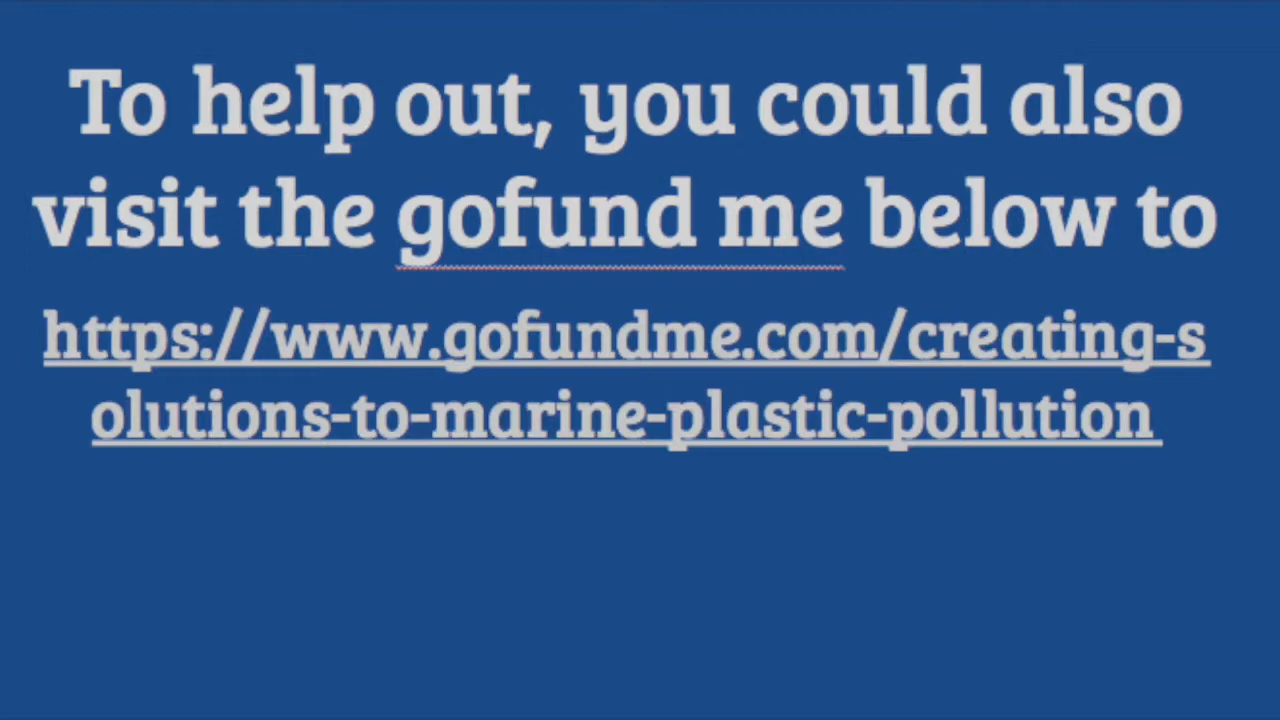 To help out, you could also
visit the gofund me below to
https://www.gofundme.com/creating-s
olutions-to-marine-plastic-pollution